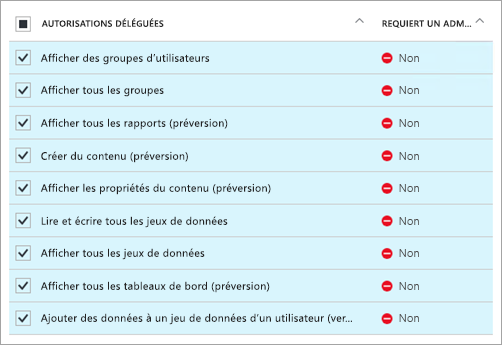 AUTORISATIONS DÉLÉGUÉES REQUIERT UN ADM...
Afficher des groupes d'utilisateurs Non
Afficher tous les groupes Non
Afficher tous les rapports (préversion) Non
Créer du contenu (préversion) Non
Afficher les propriétés du contenu (préversion) Non
Lire et écrire tous les jeux de données Non
Afficher tous les jeux de données Non
Afficher tous les tableaux de bord (préversion) Non
Ajouter des données à un jeu de données d'un utilisateur (ver... Non